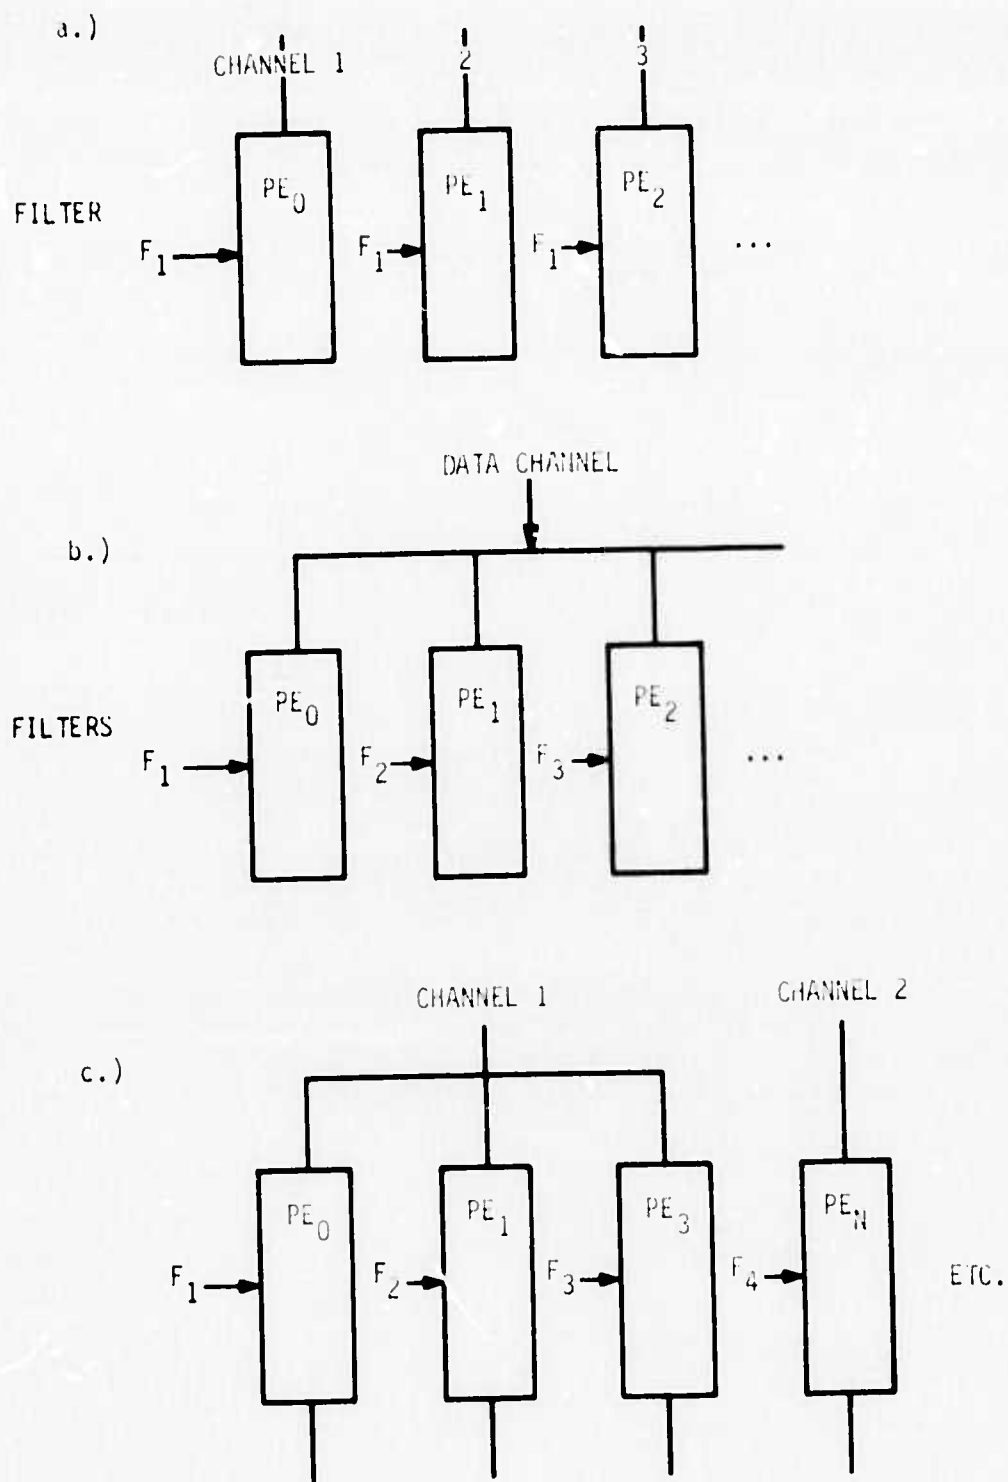 a.)
CHANNEL 1 2 3
PE0 PE1 PE2
FILTER
F1 F1 F1 ...
DATA CHANNEL
b.)
PE0 PE1 PE2
FILTERS
F1 F2 F3 ...
CHANNEL 1 CHANNEL 2
c.)
PE0 PE1 PE3 PEN
F1 F2 F3 F4 ETC.